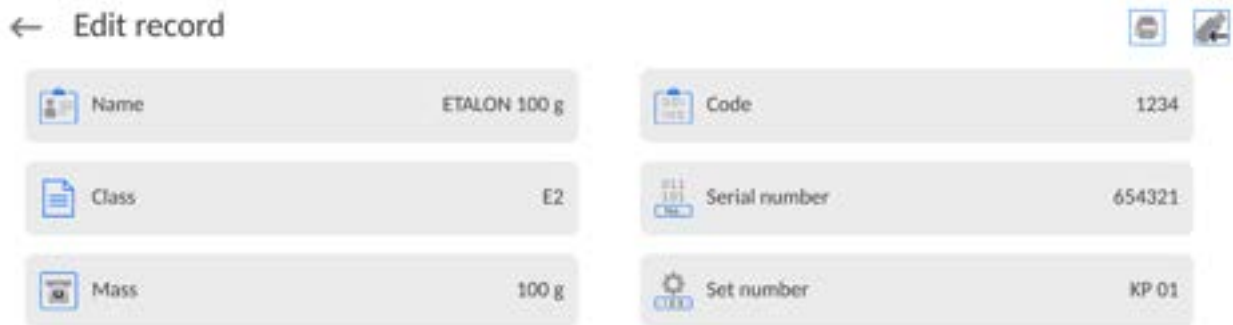 Edit record
Name ETALON 100 g
Code 1234
Class E2
Serial number 654321
Mass 100 g
Set number KP 01